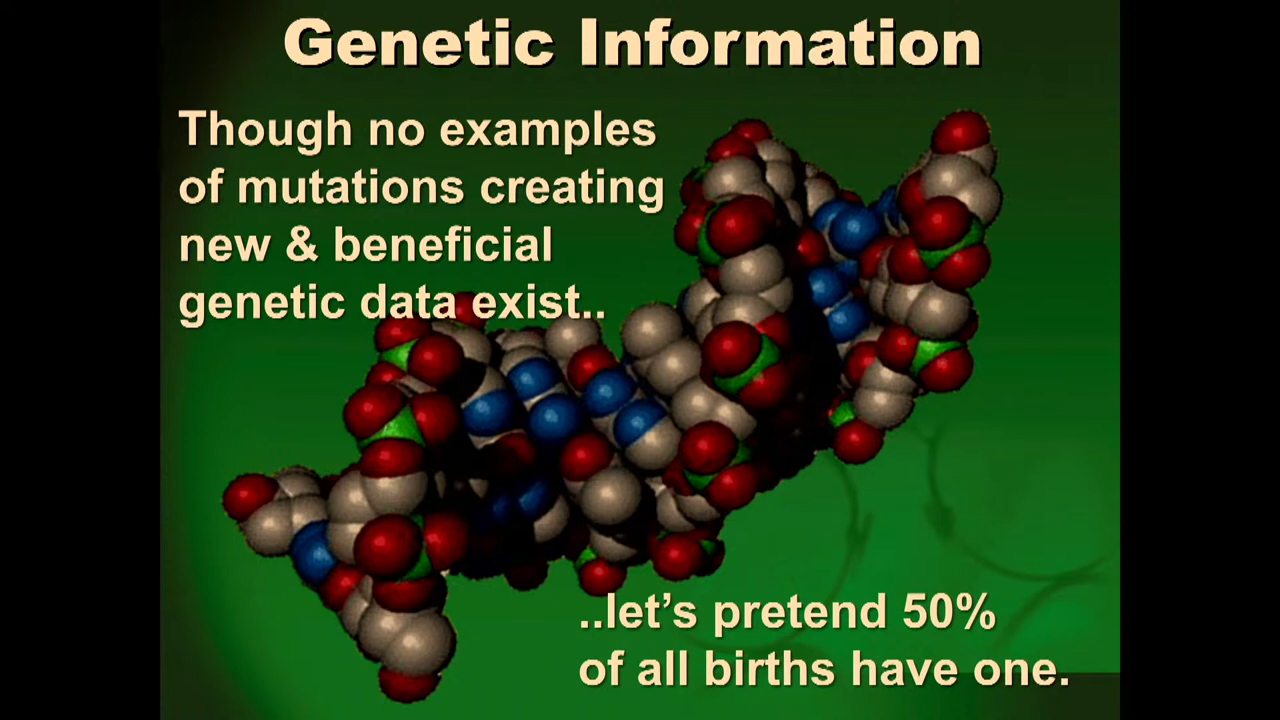 Genetic Information
Though no examples
of mutations creating
new & beneficial
genetic data exist..
..let’s pretend 50%
of all births have one.